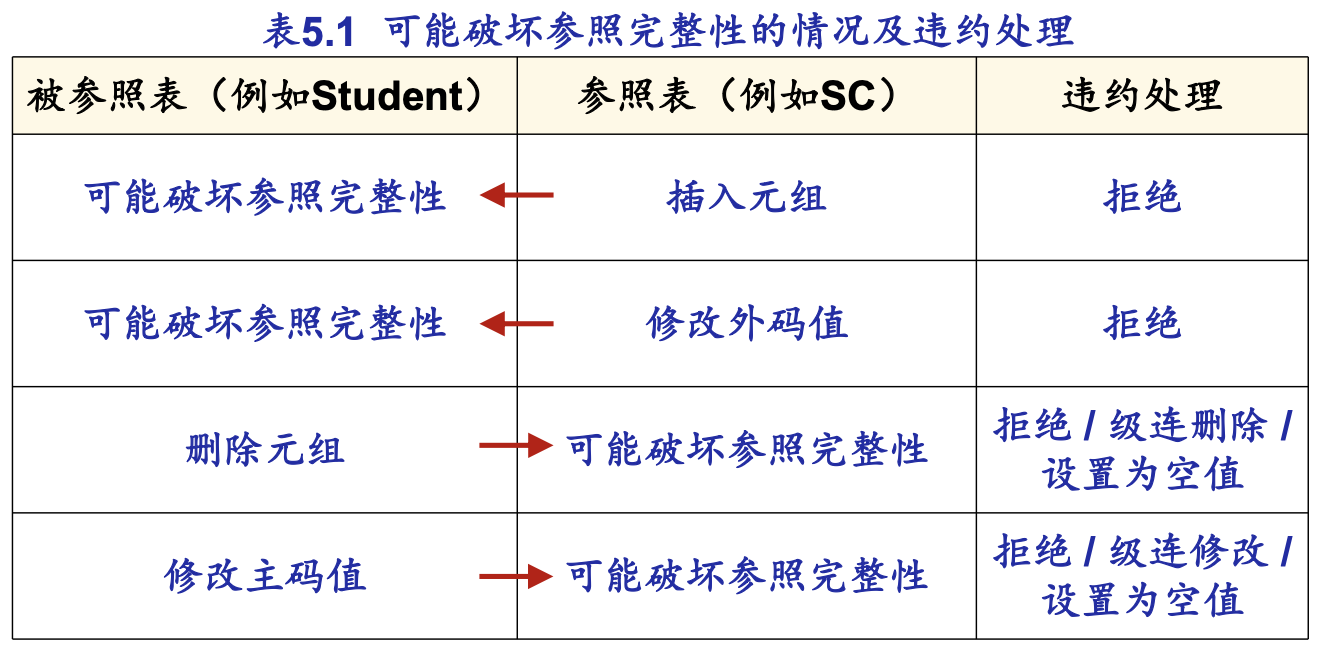 表5.1 可能破坏参照完整性的情况及违约处理
被参照表（例如Student） 参照表（例如SC） 违约处理
可能破坏参照完整性 插入元组 拒绝
可能破坏参照完整性 修改外码值 拒绝
删除元组 可能破坏参照完整性 拒绝 / 级连删除 /
设置为空值
修改主码值 可能破坏参照完整性 拒绝 / 级连修改 /
设置为空值